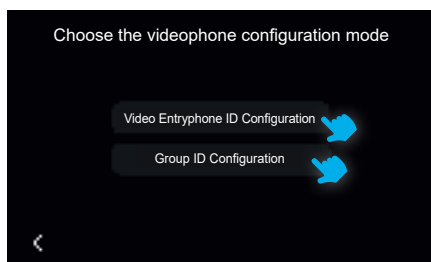 Choose the videophone configuration mode
Video Entryphone ID Configuration
Group ID Configuration